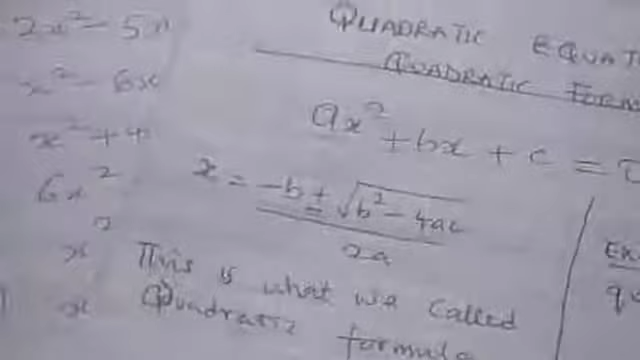 QUADRATIC EQUAT
QUADRATIC FORM
ax² + bx + c =
x = -b ± √b² - 4ac
2a
This is what we called
Quadratic formula
2x² - 5x
x² - 6x
x² + 4
6x²
x²
x
Ex